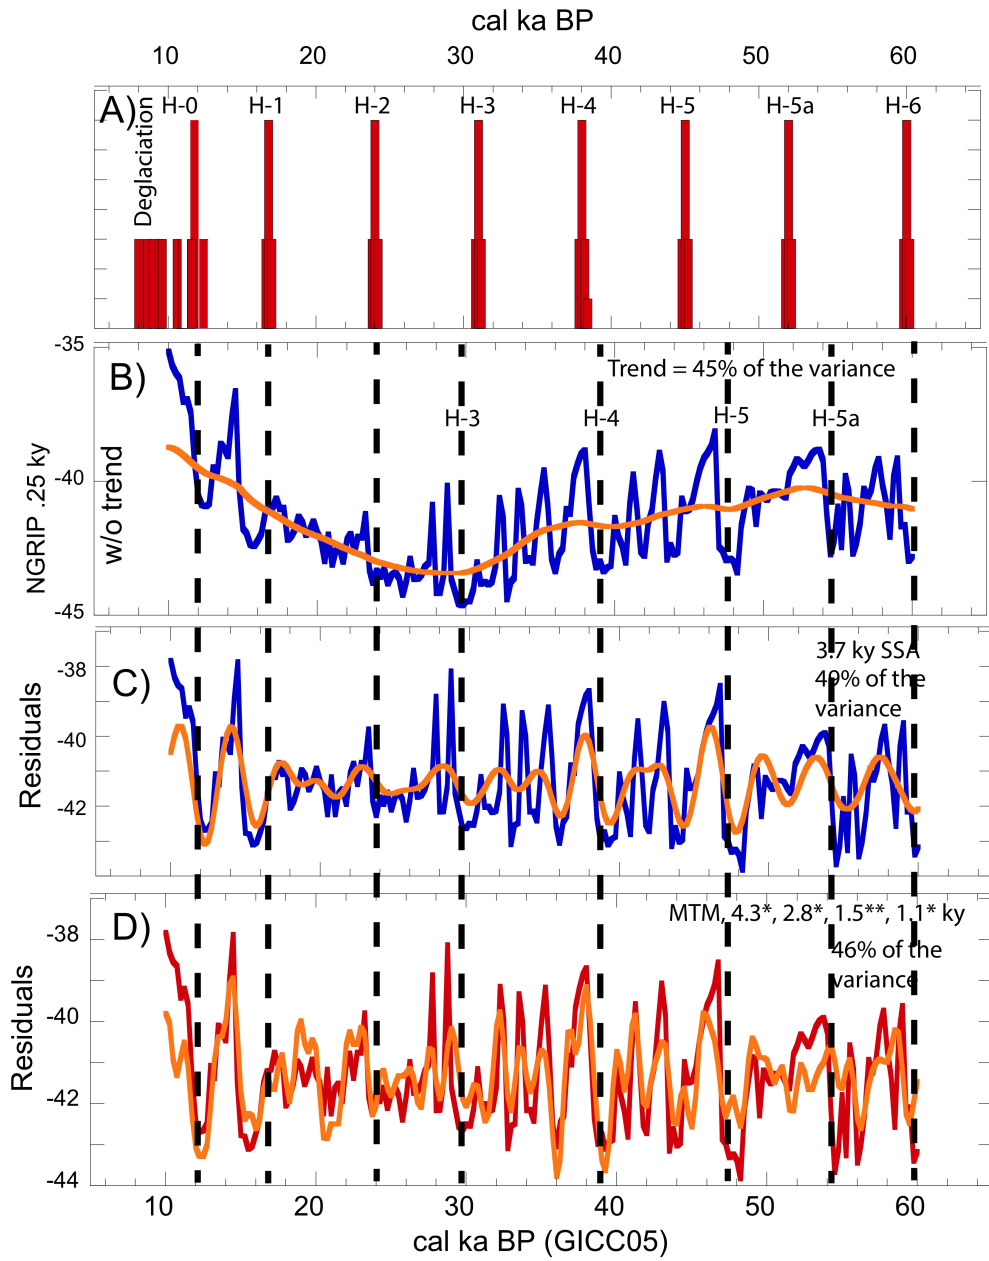 cal ka BP
10 20 30 40 50 60
A)
Deglaciation
H-0 H-1 H-2 H-3 H-4 H-5 H-5a H-6
-35
B)
Trend = 45% of the variance
H-3 H-4 H-5 H-5a
-40
NGRIP .25 ky
w/o trend
-45
3.7 ky SSA
49% of the
variance
-38
C)
-40
Residuals
-42
MTM, 4.3*, 2.8*, 1.5**, 1.1* ky
46% of the
variance
D)
-38
-40
Residuals
-42
-44
10 20 30 40 50 60
cal ka BP (GICC05)